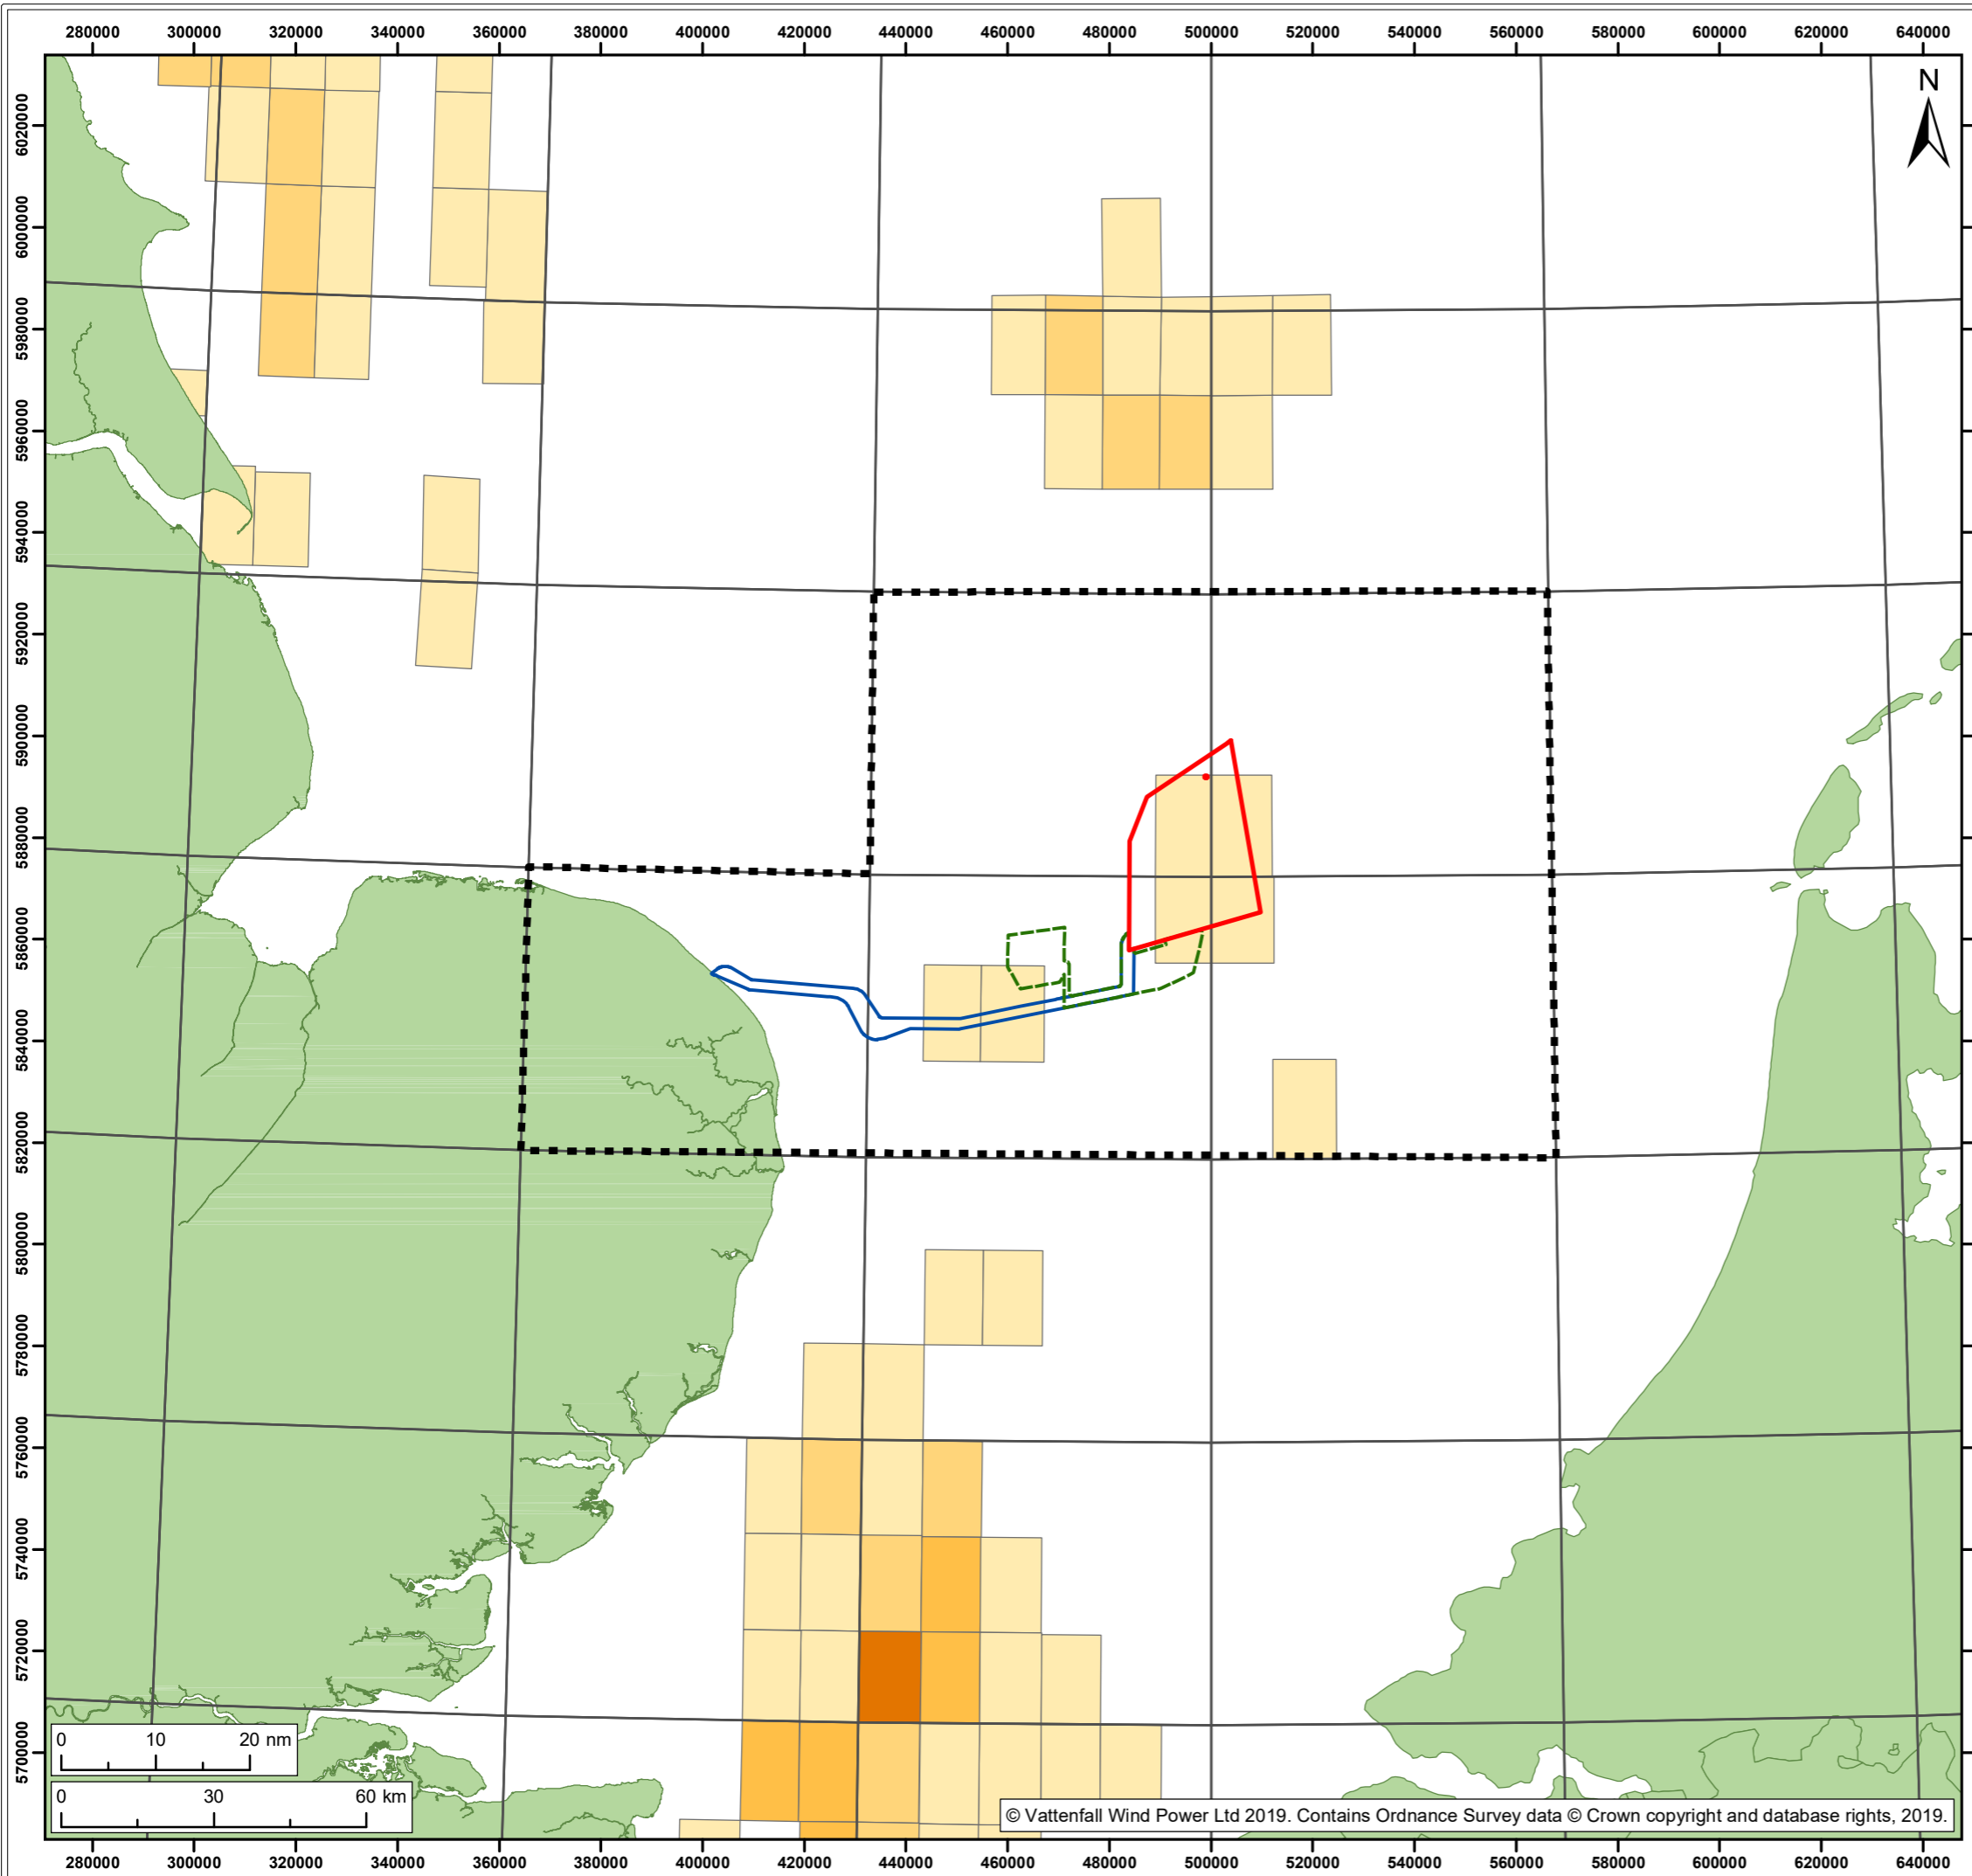 280000 300000 320000 340000 360000 380000 400000 420000 440000 460000 480000 500000 520000 540000 560000 580000 600000 620000 640000
N
6020000
6000000
5980000
5960000
5940000
5920000
5900000
5880000
5860000
5840000
5820000
5800000
5780000
5760000
5740000
5720000
5700000
0 10 20 nm
0 30 60 km
© Vattenfall Wind Power Ltd 2019. Contains Ordnance Survey data © Crown copyright and database rights, 2019.
280000 300000 320000 340000 360000 380000 400000 420000 440000 460000 480000 500000 520000 540000 560000 580000 600000 620000 640000